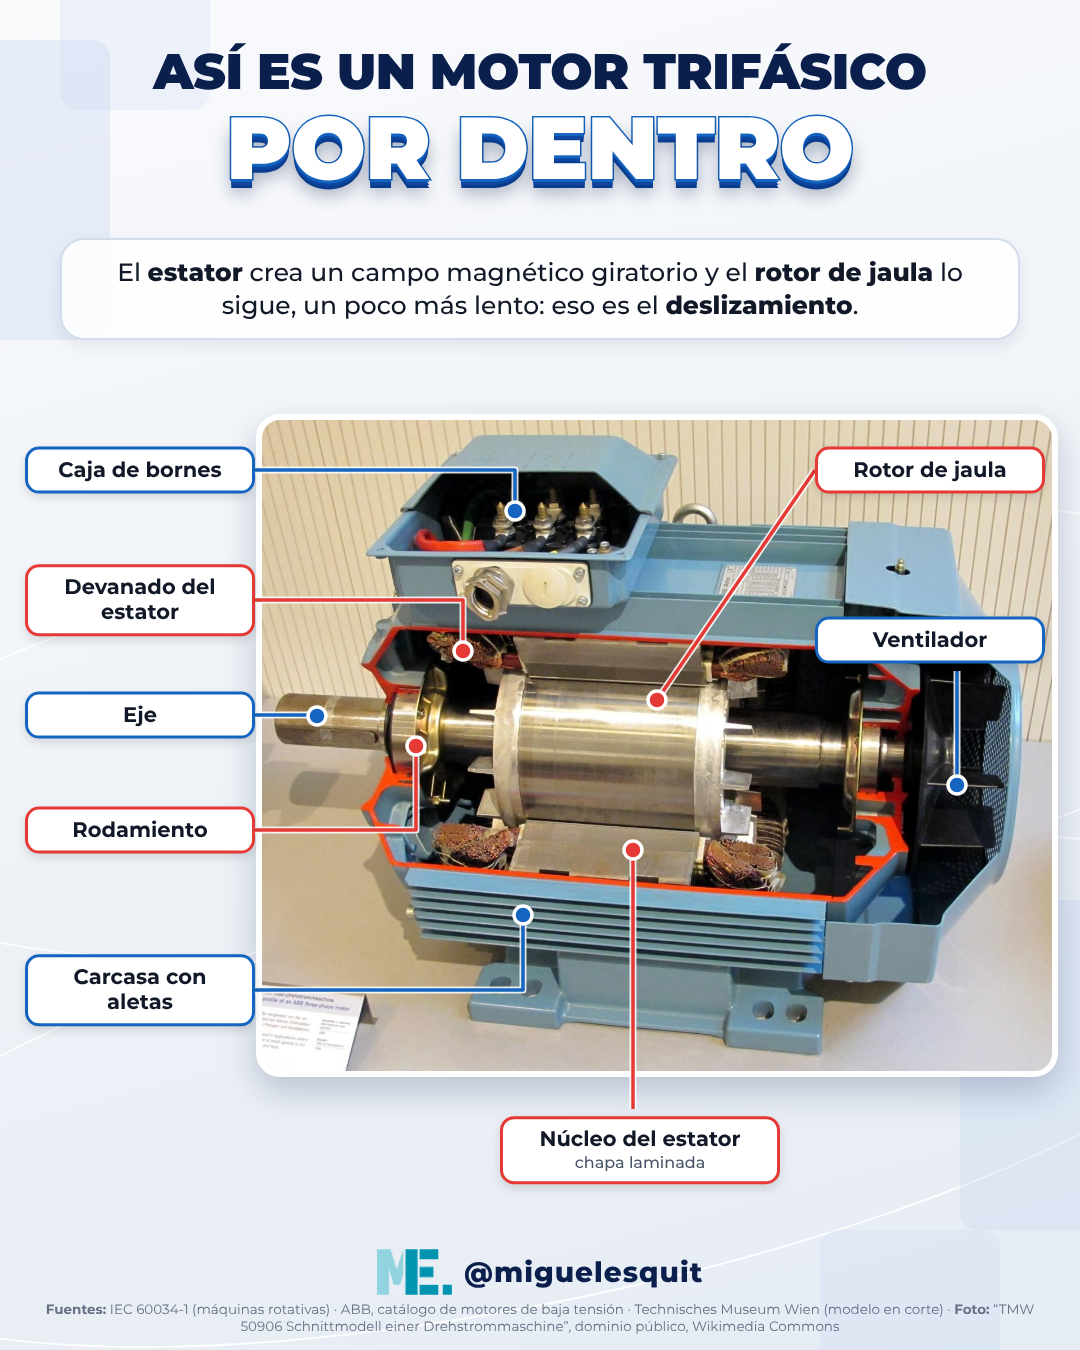 ASÍ ES UN MOTOR TRIFÁSICO
POR DENTRO
El estator crea un campo magnético giratorio y el rotor de jaula lo
sigue, un poco más lento: eso es el deslizamiento.
Caja de bornes
Rotor de jaula
Devanado del
estator
Ventilador
Eje
Rodamiento
Carcasa con
aletas
Núcleo del estator
chapa laminada
ME. @miguelesquit
Fuentes: IEC 60034-1 (máquinas rotativas) · ABB, catálogo de motores de baja tensión · Technisches Museum Wien (modelo en corte) · Foto: “TMW
50906 Schnittmodell einer Drehstrommaschine”, dominio público, Wikimedia Commons